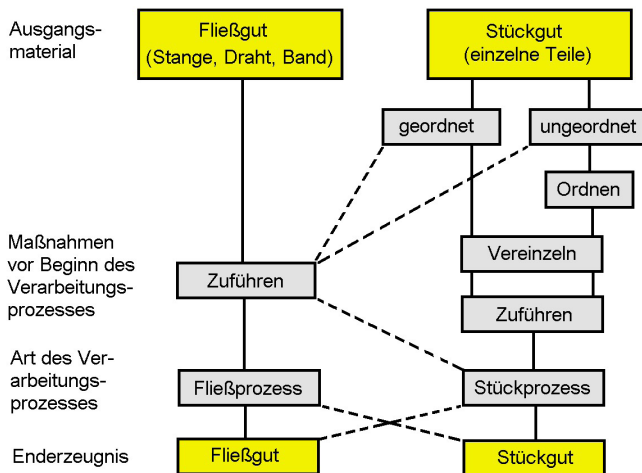 Ausgangs-
material
Fließgut
(Stange, Draht, Band)
Stückgut
(einzelne Teile)
geordnet
ungeordnet
Ordnen
Maßnahmen
vor Beginn des
Verarbeitungs-
prozesses
Zuführen
Vereinzeln
Zuführen
Art des Ver-
arbeitungs-
prozesses
Fließprozess
Stückprozess
Enderzeugnis
Fließgut
Stückgut